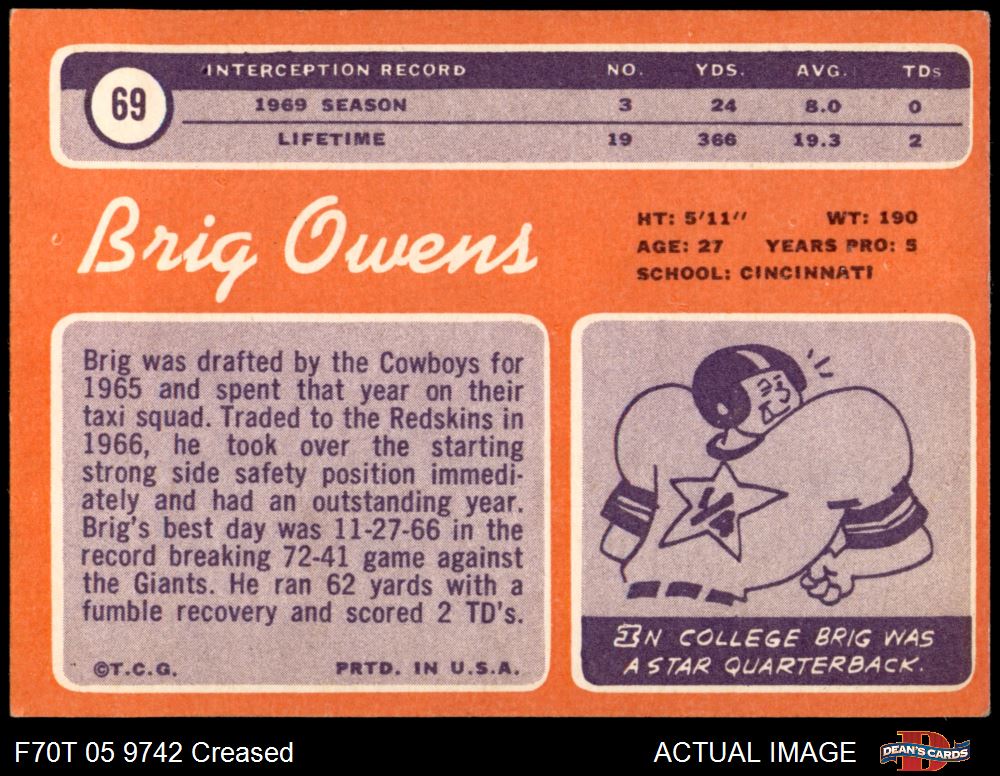 69
INTERCEPTION RECORD NO. YDS. AVG. TDs
1969 SEASON 3 24 8.0 0
LIFETIME 19 366 19.3 2
Brig Owens
HT: 5'11" WT: 190
AGE: 27 YEARS PRO: 5
SCHOOL: CINCINNATI
Brig was drafted by the Cowboys for
1965 and spent that year on their
taxi squad. Traded to the Redskins in
1966, he took over the starting
strong side safety position immedi-
ately and had an outstanding year.
Brig's best day was 11-27-66 in the
record breaking 72-41 game against
the Giants. He ran 62 yards with a
fumble recovery and scored 2 TD's.
©T.C.G. PRTD. IN U.S.A.
1/4
IN COLLEGE BRIG WAS
A STAR QUARTERBACK.
F70T 05 9742 Creased
ACTUAL IMAGE
D
DEAN'S CARDS